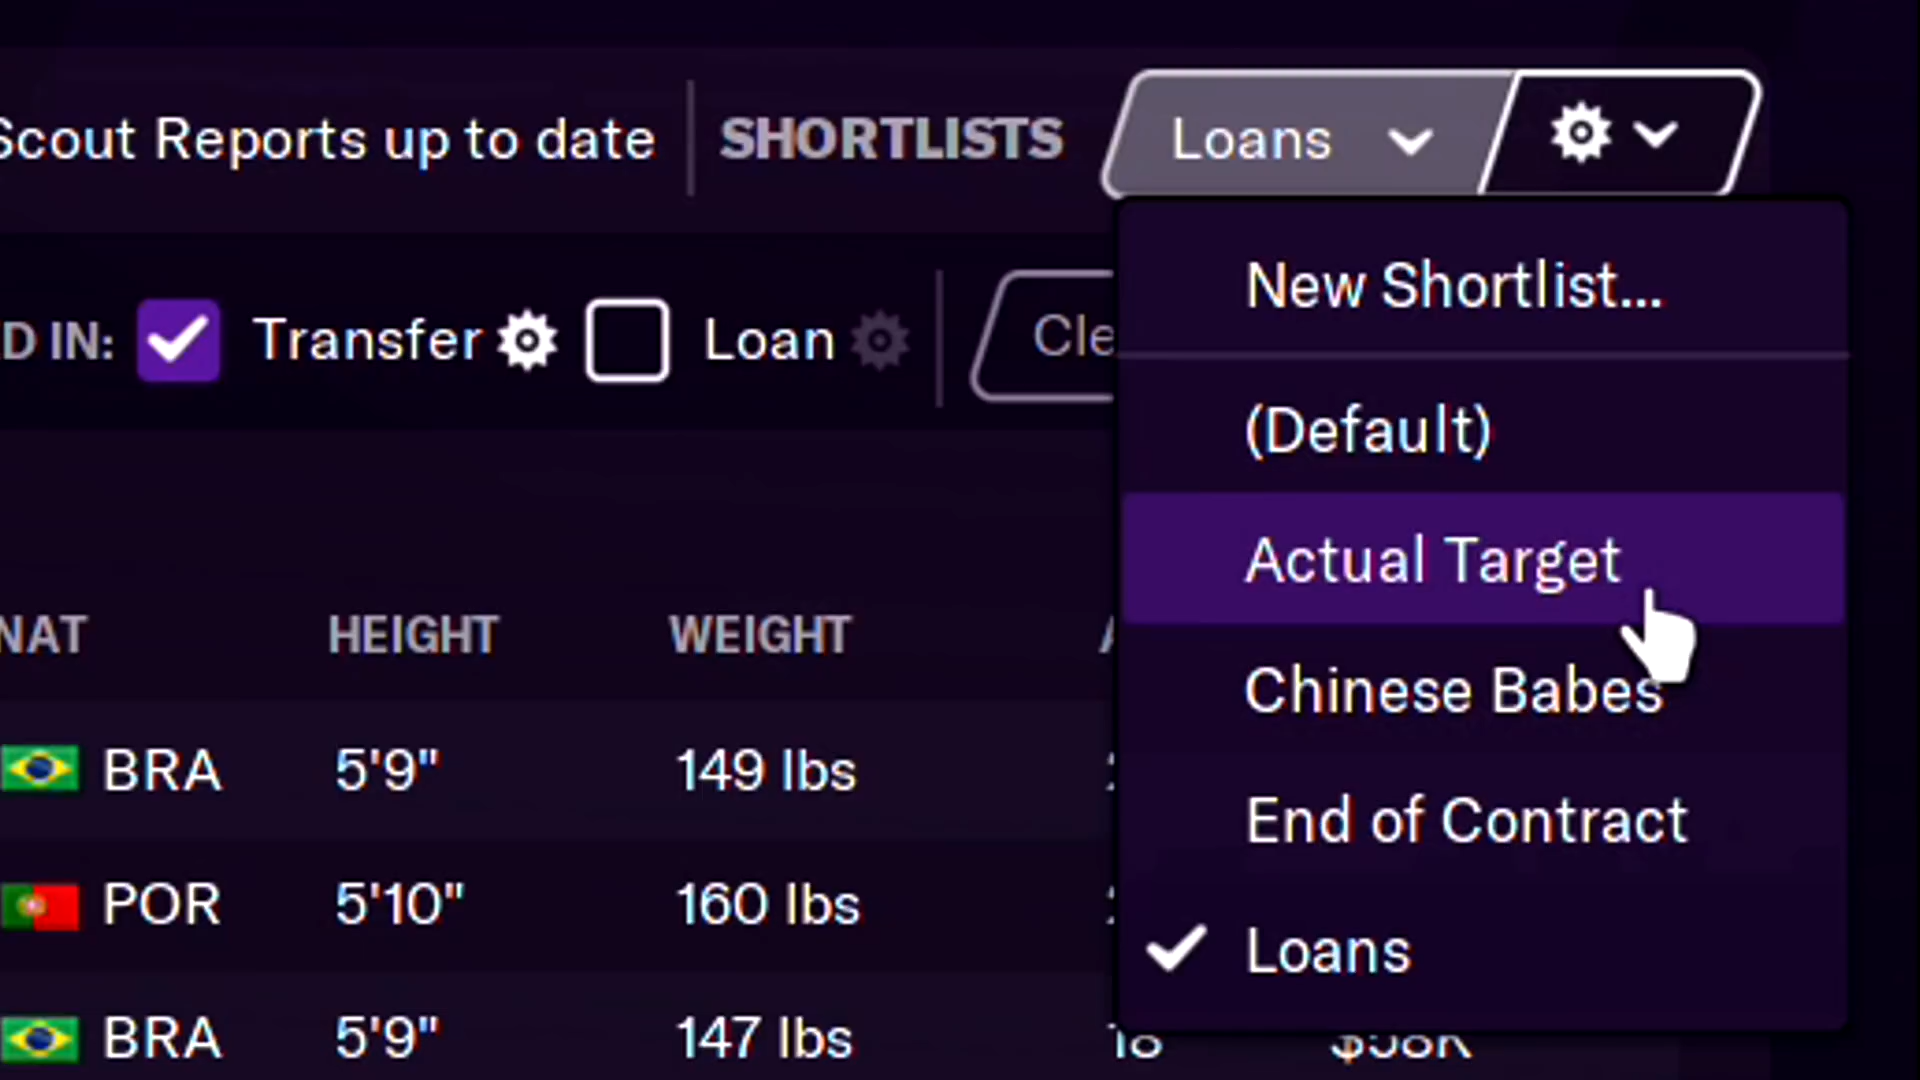 Scout Reports up to date SHORTLISTS Loans
New Shortlist...
D IN: Transfer Loan Cle
(Default)
Actual Target
NAT HEIGHT WEIGHT
Chinese Babes
BRA 5'9" 149 lbs
End of Contract
POR 5'10" 160 lbs
Loans
BRA 5'9" 147 lbs 18 $58K